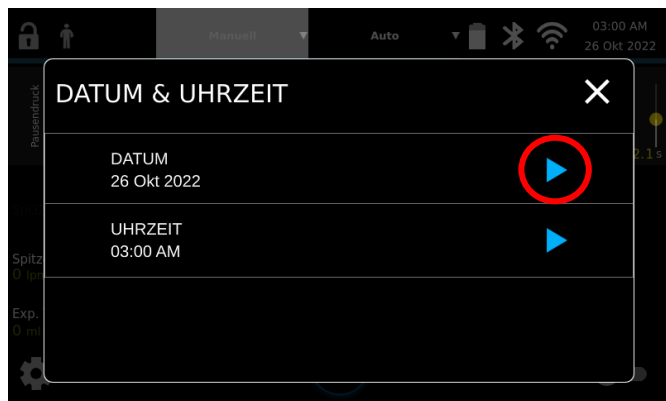 Manuell
Auto
03:00 AM
26 Okt 2022
Pausendruck
DATUM & UHRZEIT
DATUM
26 Okt 2022
2.1 s
UHRZEIT
03:00 AM
Spitz
0 lpm
Exp.
0 ml